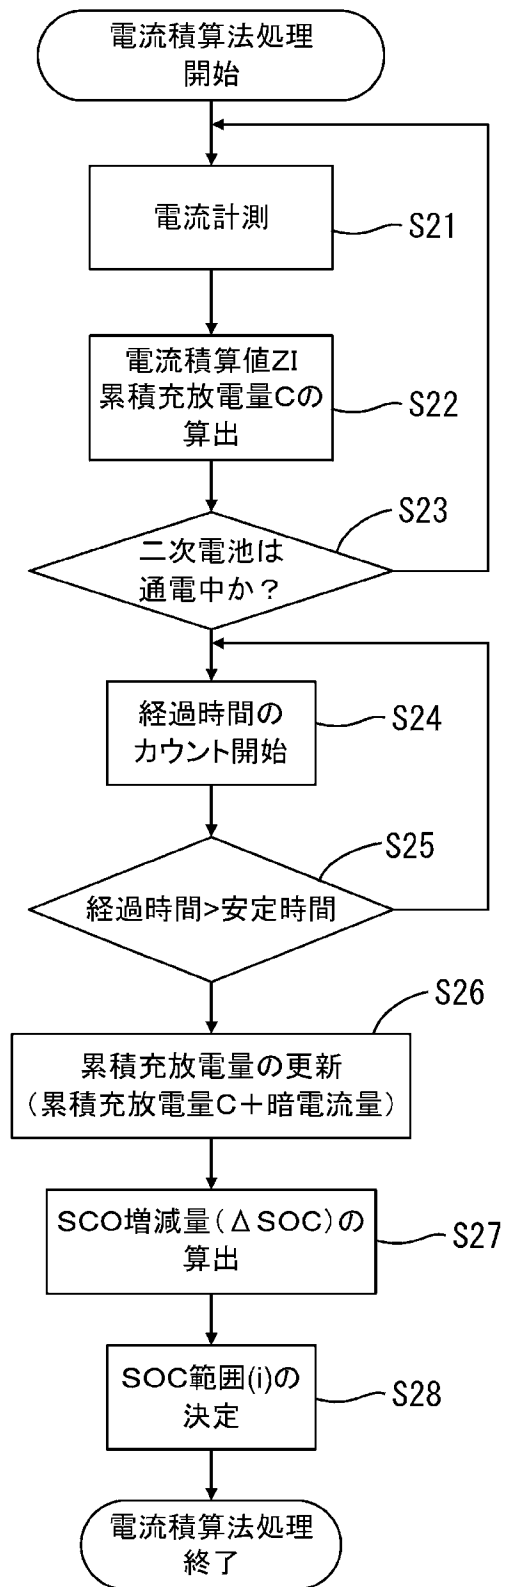 電流積算法処理
開始
電流計測
S21
電流積算値ZI
累積充放電量Cの
算出
S22
S23
二次電池は
通電中か？
経過時間の
カウント開始
S24
S25
経過時間>安定時間
S26
累積充放電量の更新
（累積充放電量C＋暗電流量）
SCO増減量（ΔSOC）の
算出
S27
SOC範囲(i)の
決定
S28
電流積算法処理
終了